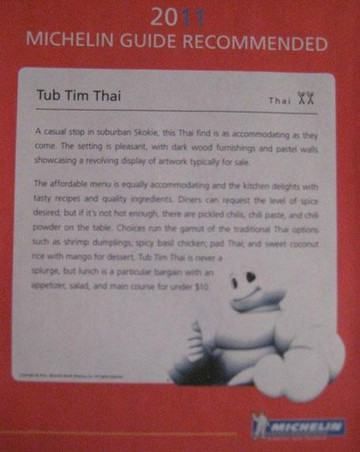 2011
MICHELIN GUIDE RECOMMENDED
Tub Tim Thai
Thai
A casual stop in suburban Skokie, this Thai find is as accommodating as they
come. The setting is pleasant, with dark wood furnishings and pastel walls
showcasing a revolving display of artwork typically for sale.
The affordable menu is equally accommodating and the kitchen delights with
tasty recipes and quality ingredients. Diners can request the level of spice
desired; but if it's not hot enough, there are pickled chilis, chili paste, and chili
powder on the table. Choices run the gamut of the traditional Thai options
such as shrimp dumplings; spicy basil chicken; pad Thai; and sweet coconut
rice with mango for dessert. Tub Tim Thai is never a
splurge, but lunch is a particular bargain with an
appetizer, salad, and main course for under $10.
MICHELIN